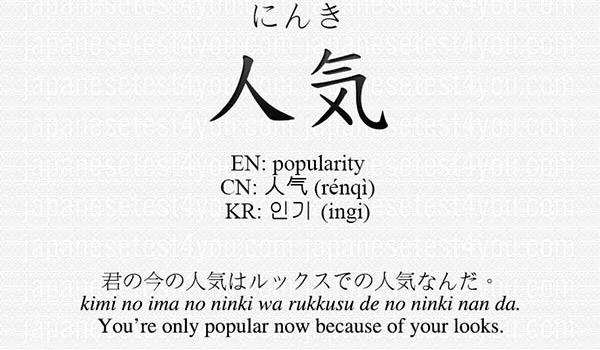 にんき
人気
EN: popularity
CN: 人气 (rénqì)
KR: 인기 (ingi)
君の今の人気はルックスでの人気なんだ。
kimi no ima no ninki wa rukkusu de no ninki nan da.
You’re only popular now because of your looks.